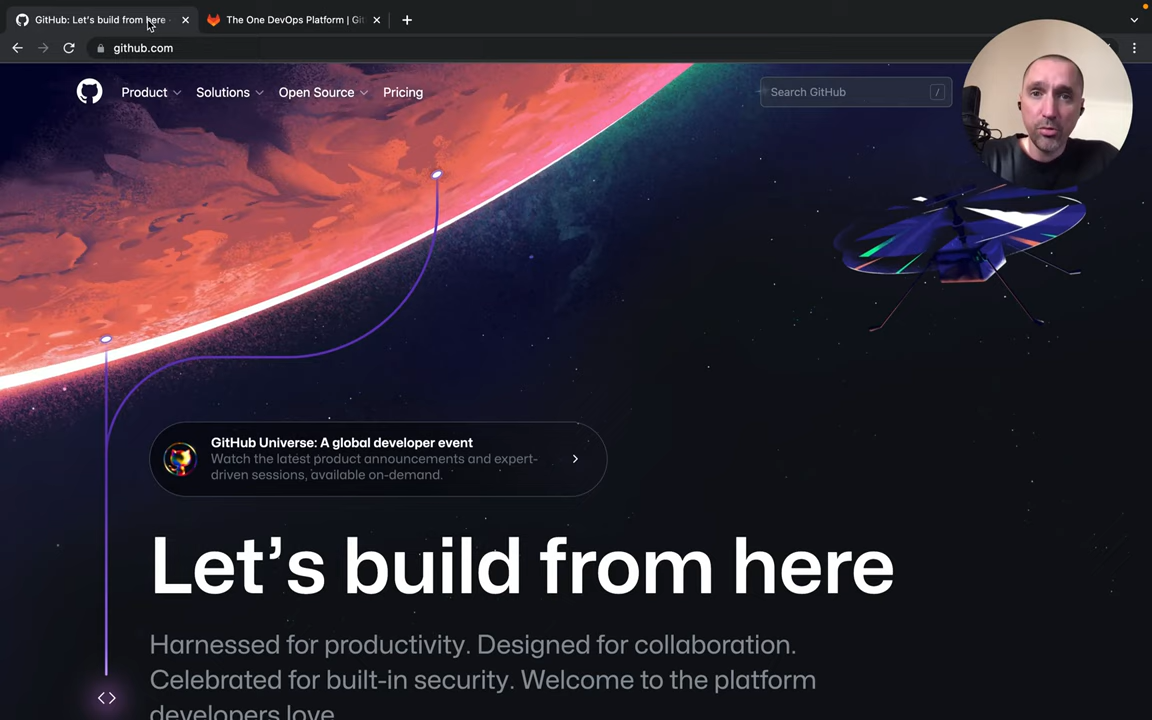 GitHub: Let's build from here ·
The One DevOps Platform | Git
github.com
Product
Solutions
Open Source
Pricing
Search GitHub
/
GitHub Universe: A global developer event
Watch the latest product announcements and expert-
driven sessions, available on-demand.
Let's build from here
Harnessed for productivity. Designed for collaboration.
Celebrated for built-in security. Welcome to the platform
developers love.